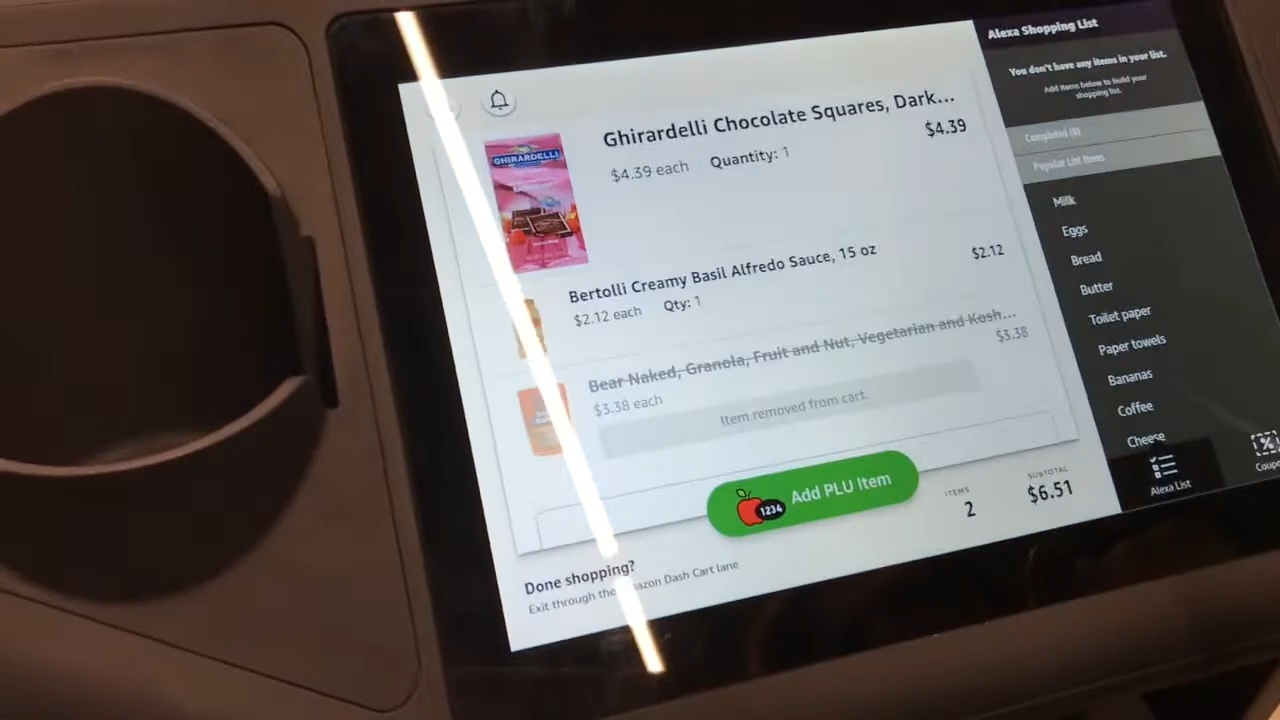 Ghirardelli Chocolate Squares, Dark...
$4.39
$4.39 each Quantity: 1
GHIRARDELLI
Bertolli Creamy Basil Alfredo Sauce, 15 oz
$2.12
$2.12 each Qty: 1
Bear Naked, Granola, Fruit and Nut, Vegetarian and Kosh...
$3.38
$3.38 each
Item removed from cart.
1234 Add PLU Item
ITEMS
2
SUBTOTAL
$6.51
Done shopping?
Exit through the Dash Cart lane
Alexa Shopping List
You don't have any items in your list.
Add items below to build your
shopping list.
Completed (0)
Popular List Items
Milk
Eggs
Bread
Butter
Toilet paper
Paper towels
Bananas
Coffee
Cheese
Alexa List